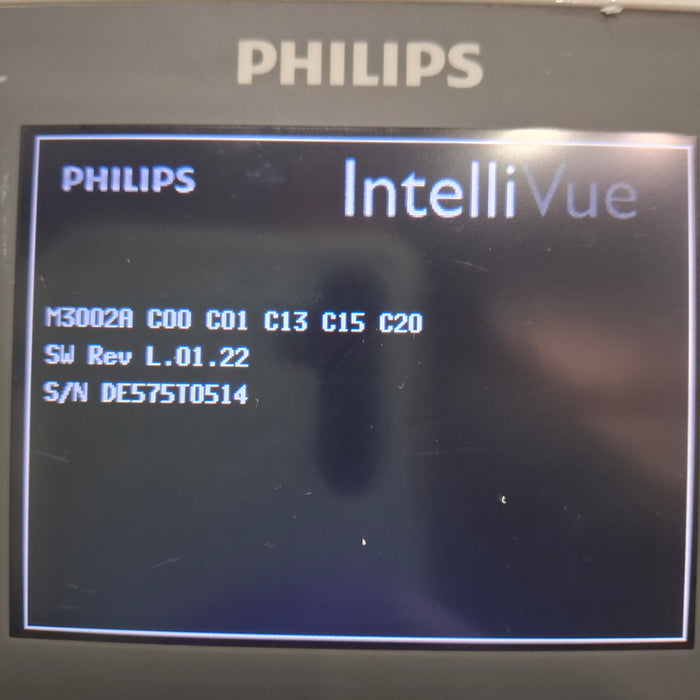 PHILIPS
PHILIPS IntelliVue
M3002A C00 C01 C13 C15 C20
SW Rev L.01.22
S/N DE575T0514